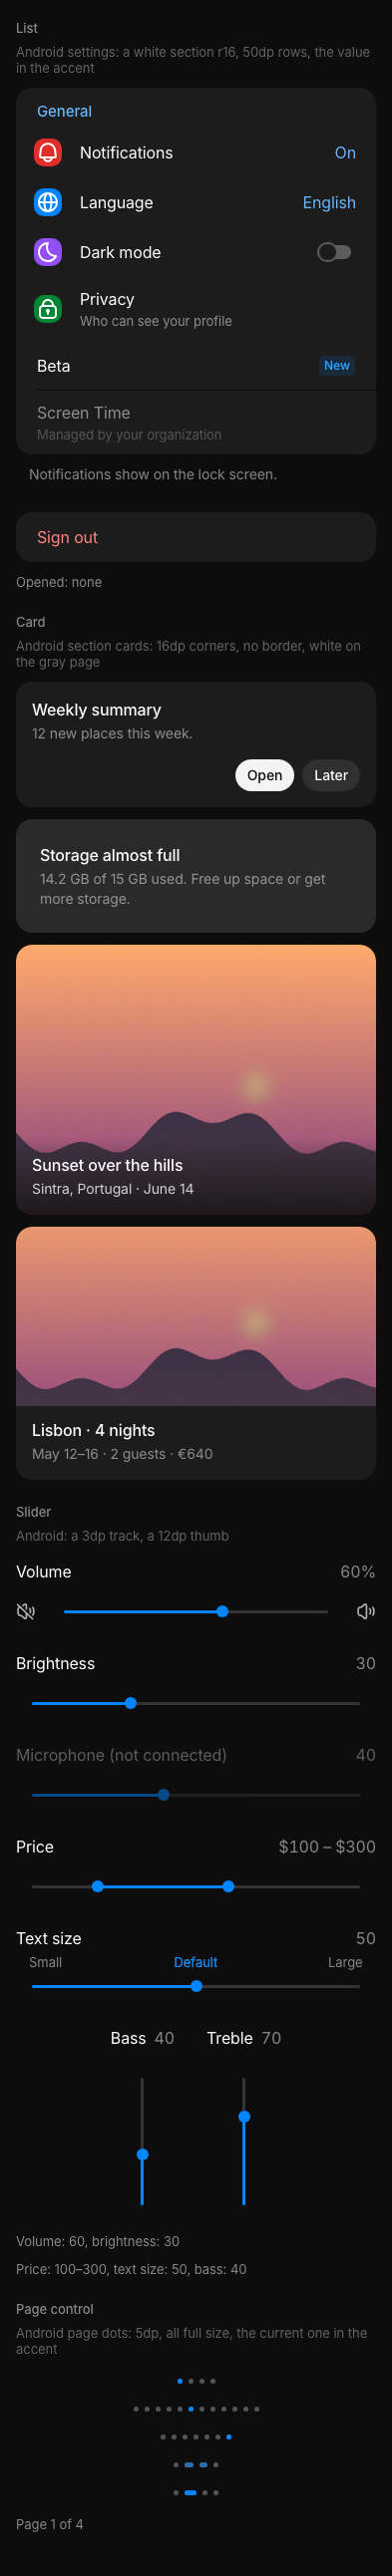 List
Android settings: a white section r16, 50dp rows, the value
in the accent
General
Notifications On
Language English
Dark mode
Privacy
Who can see your profile
Beta New
Screen Time
Managed by your organization
Notifications show on the lock screen.
Sign out
Opened: none
Card
Android section cards: 16dp corners, no border, white on
the gray page
Weekly summary
12 new places this week.
Open Later
Storage almost full
14.2 GB of 15 GB used. Free up space or get
more storage.
Sunset over the hills
Sintra, Portugal · June 14
Lisbon · 4 nights
May 12–16 · 2 guests · €640
Slider
Android: a 3dp track, a 12dp thumb
Volume 60%
Brightness 30
Microphone (not connected) 40
Price $100 – $300
Text size 50
Small Default Large
Bass 40 Treble 70
Volume: 60, brightness: 30
Price: 100–300, text size: 50, bass: 40
Page control
Android page dots: 5dp, all full size, the current one in the
accent
Page 1 of 4